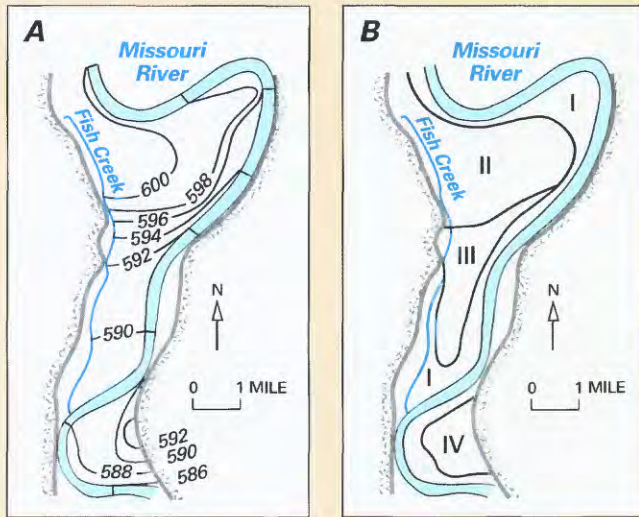 A
Missouri
River
Fish Creek
600
598
596
594
592
590
N
0 1 MILE
592
590
588
586
B
Missouri
River
I
Fish Creek
II
III
N
0 1 MILE
I
IV